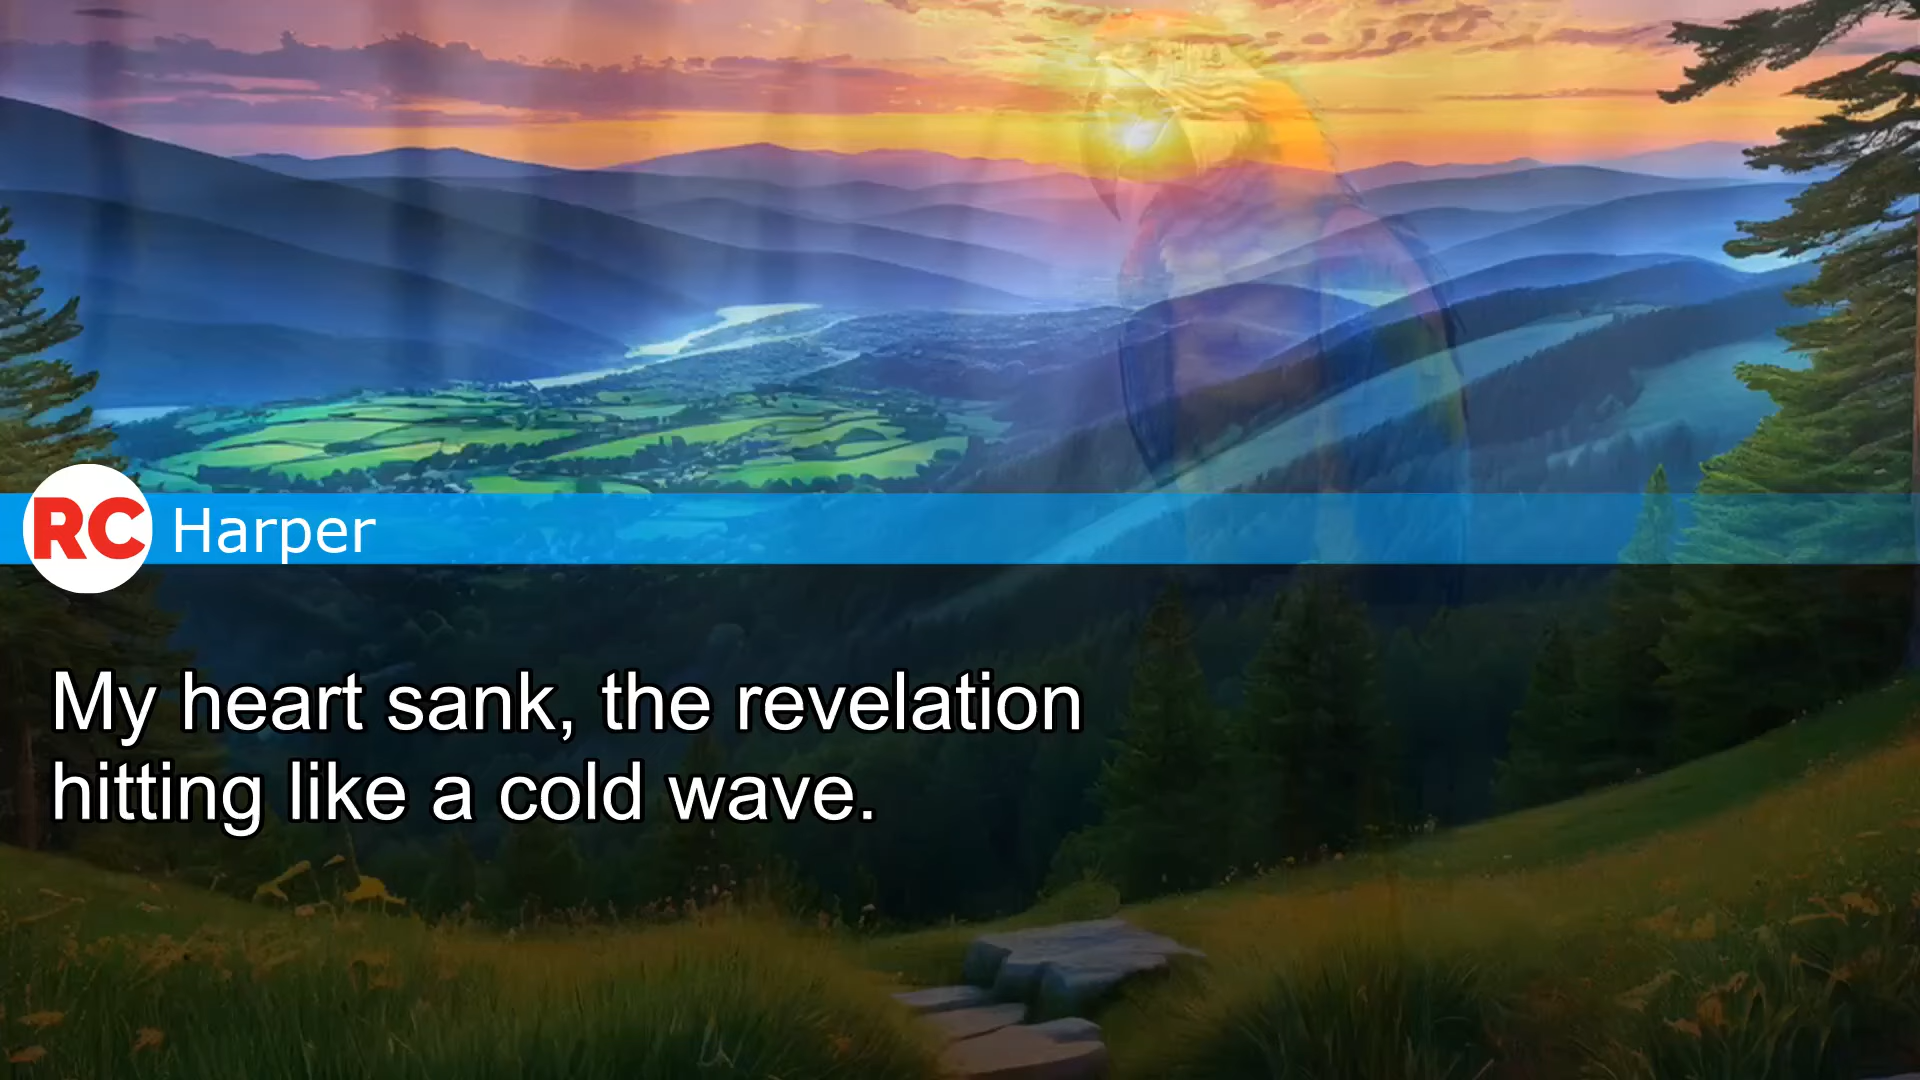 RC Harper
My heart sank, the revelation
hitting like a cold wave.